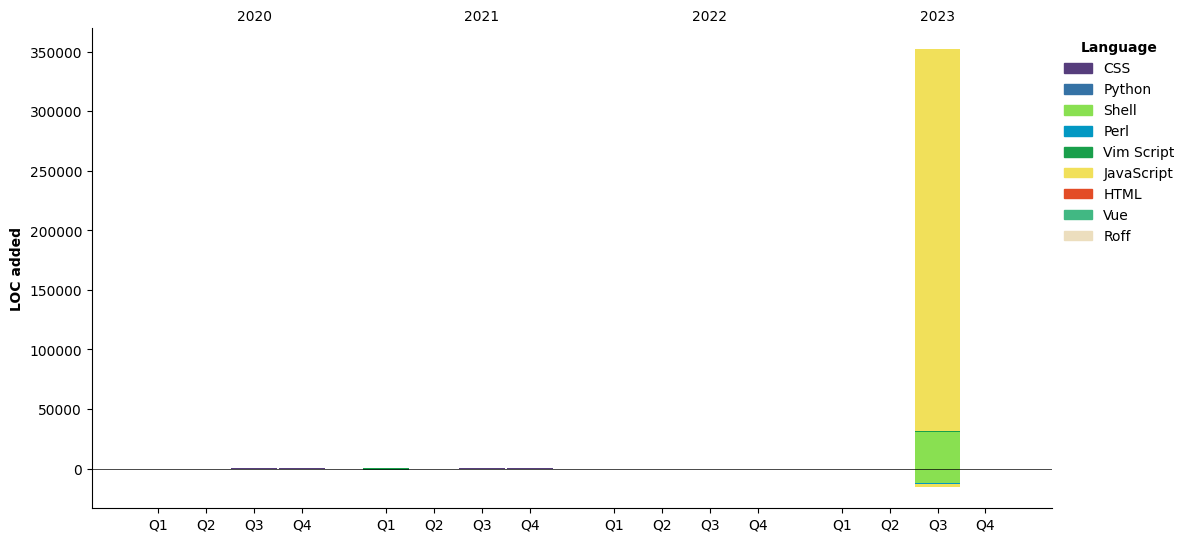 2020 2021 2022 2023
350000
300000
250000
200000
150000
100000
50000
0
LOC added
Q1 Q2 Q3 Q4 Q1 Q2 Q3 Q4 Q1 Q2 Q3 Q4 Q1 Q2 Q3 Q4
Language
CSS
Python
Shell
Perl
Vim Script
JavaScript
HTML
Vue
Roff